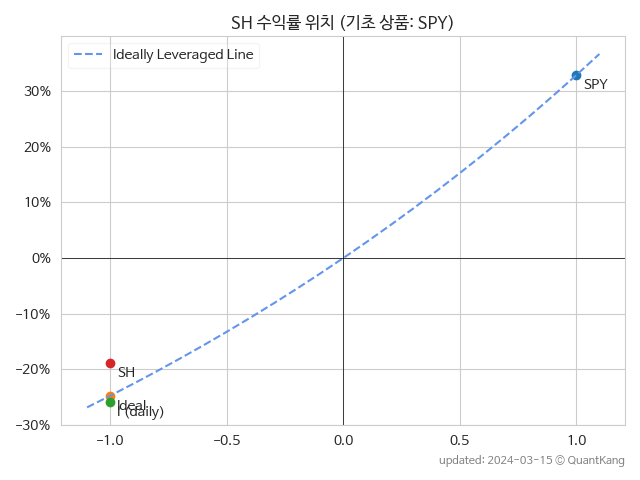 SH 수익률 위치 (기초 상품: SPY)
Ideally Leveraged Line
30%
20%
10%
0%
−10%
−20%
−30%
SPY
SH
Ideal
(daily)
−1.0 −0.5 0.0 0.5 1.0
updated: 2024-03-15 © QuantKang